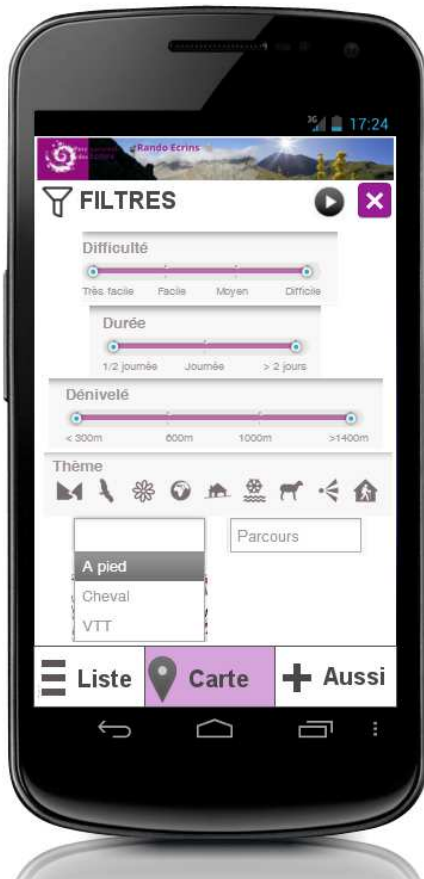 3G 17:24
Rando Ecrins
FILTRES
Difficulté
Très facile Facile Moyen Difficile
Durée
1/2 journée Journée > 2 jours
Dénivelé
< 300m 600m 1000m >1400m
Thème
Parcours
A pied
Cheval
VTT
Liste Carte Aussi